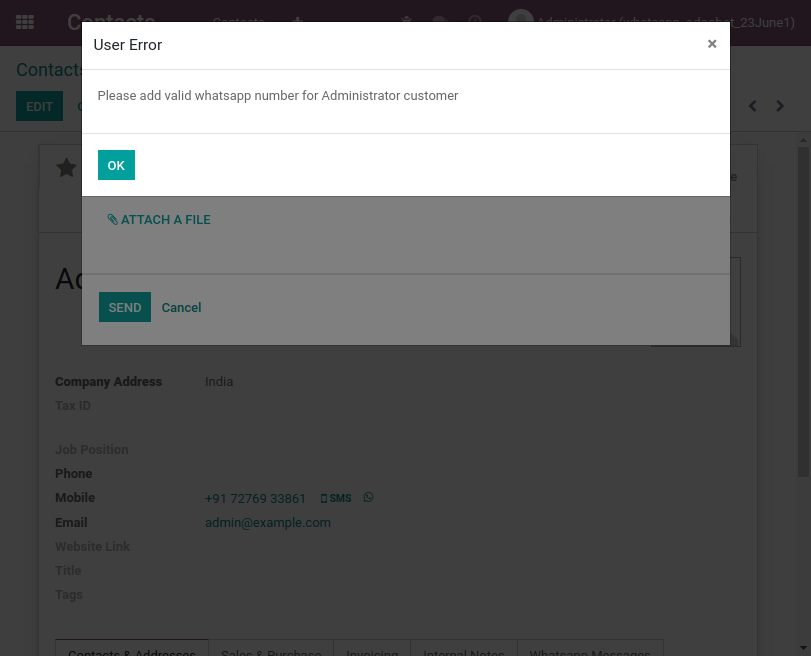 Contacts
Contacts
Administrator (whatsapp_odoobot_23June1)
User Error
×
Contacts
Please add valid whatsapp number for Administrator customer
EDIT
OK
ATTACH A FILE
SEND Cancel
Company Address India
Tax ID
Job Position
Phone
Mobile +91 72769 33861 SMS
Email admin@example.com
Website Link
Title
Tags
Contacts & Addresses Sales & Purchase Invoicing Internal Notes Whatsapp Messages